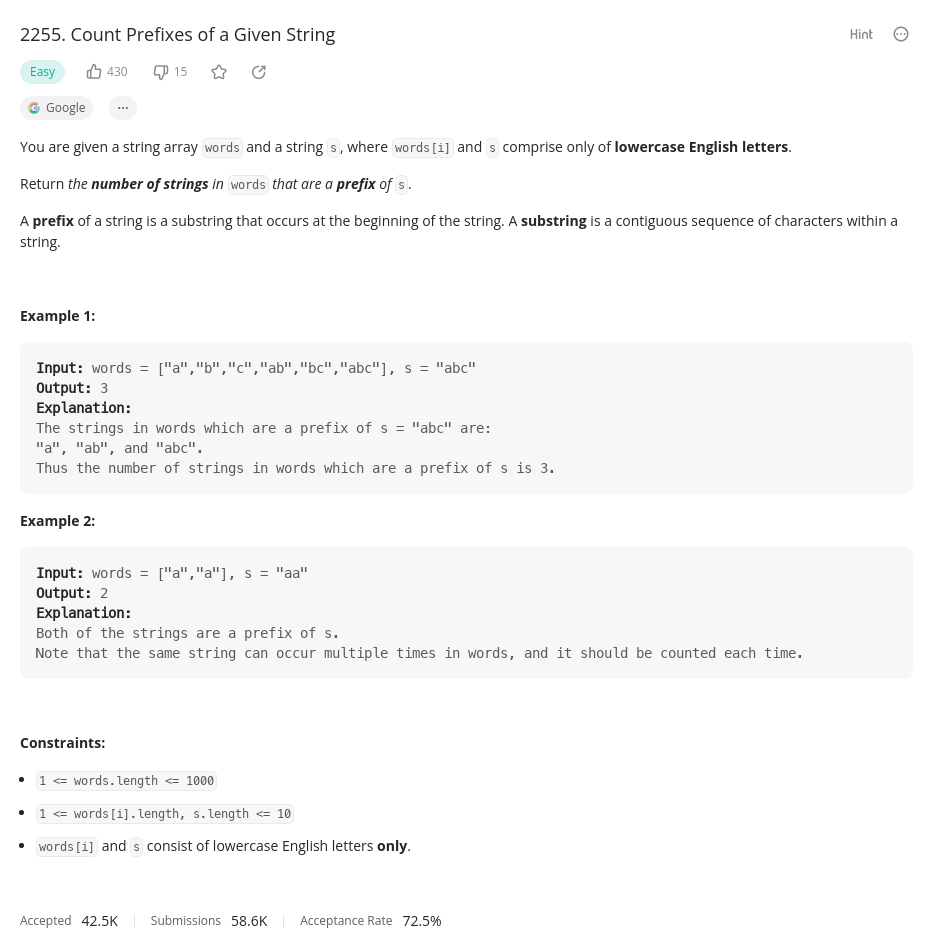 2255. Count Prefixes of a Given String
Hint
Easy
430
15
Google
...
You are given a string array words and a string s, where words[i] and s comprise only of lowercase English letters.
Return the number of strings in words that are a prefix of s.
A prefix of a string is a substring that occurs at the beginning of the string. A substring is a contiguous sequence of characters within a
string.
Example 1:
Input: words = ["a","b","c","ab","bc","abc"], s = "abc"
Output: 3
Explanation:
The strings in words which are a prefix of s = "abc" are:
"a", "ab", and "abc".
Thus the number of strings in words which are a prefix of s is 3.
Example 2:
Input: words = ["a","a"], s = "aa"
Output: 2
Explanation:
Both of the strings are a prefix of s.
Note that the same string can occur multiple times in words, and it should be counted each time.
Constraints:
• 1 <= words.length <= 1000
• 1 <= words[i].length, s.length <= 10
• words[i] and s consist of lowercase English letters only.
Accepted 42.5K Submissions 58.6K Acceptance Rate 72.5%